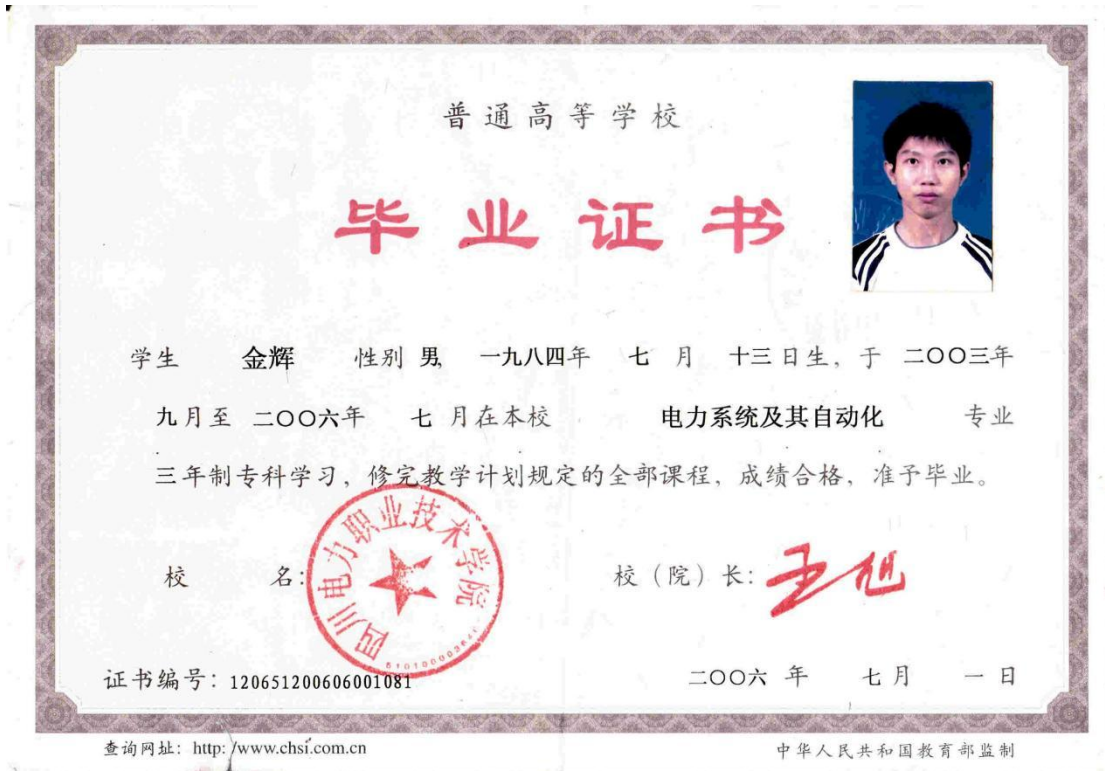 普通高等学校
毕业证书
学生 金辉 性别 男, 一九八四年 七 月 十三 日生, 于 二〇〇三年
九月至 二〇〇六年 七 月在本校 电力系统及其自动化 专业
三年制专科学习, 修完教学计划规定的全部课程, 成绩合格, 准予毕业。
校 名:
四川电力职业技术学院
校（院）长: 王旭
证书编号: 120651200606001081
二〇〇六 年 七 月 一 日
查询网址: http: /www.chsi.com.cn
中华人民共和国教育部监制